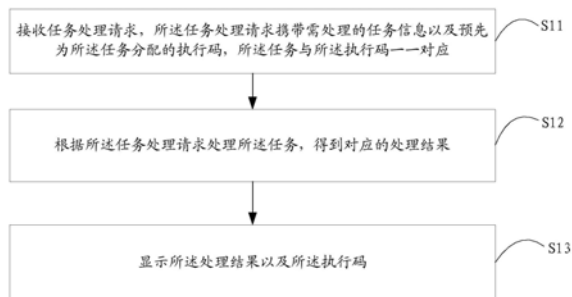 接收任务处理请求，所述任务处理请求携带需处理的任务信息以及预先
为所述任务分配的执行码，所述任务与所述执行码一一对应
S11
根据所述任务处理请求处理所述任务，得到对应的处理结果
S12
显示所述处理结果以及所述执行码
S13